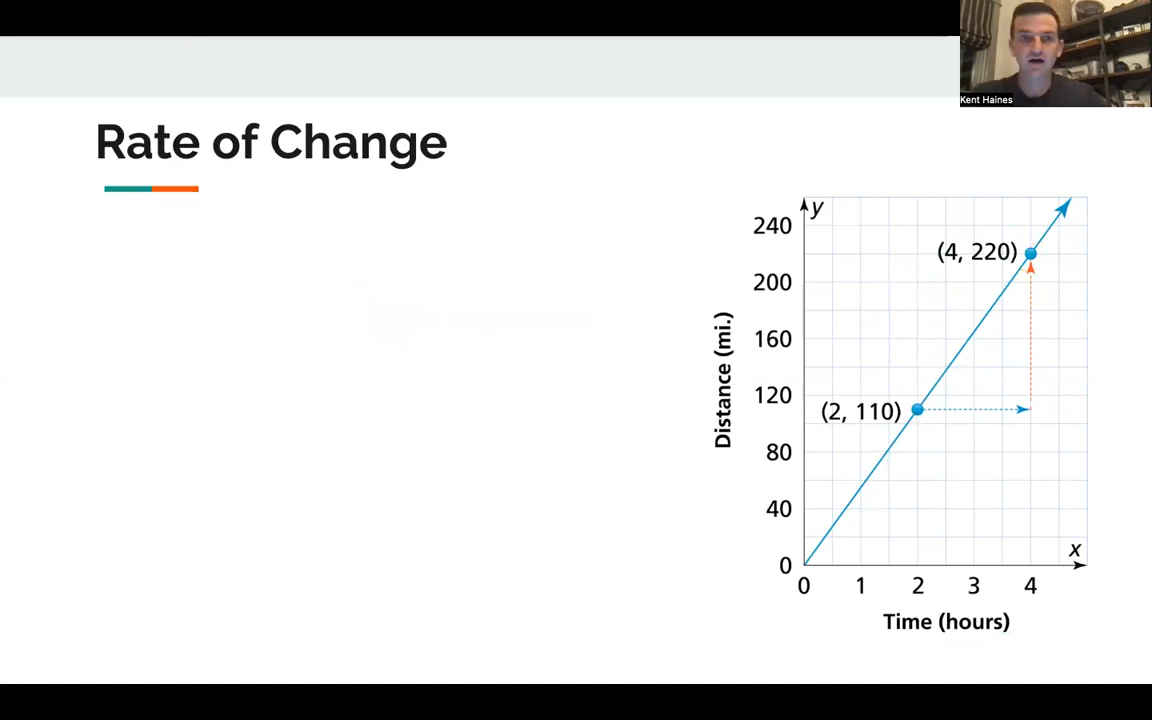 Kent Haines
Rate of Change
y
240
(4, 220)
200
160
Distance (mi.)
120
(2, 110)
80
40
x
0
0 1 2 3 4
Time (hours)